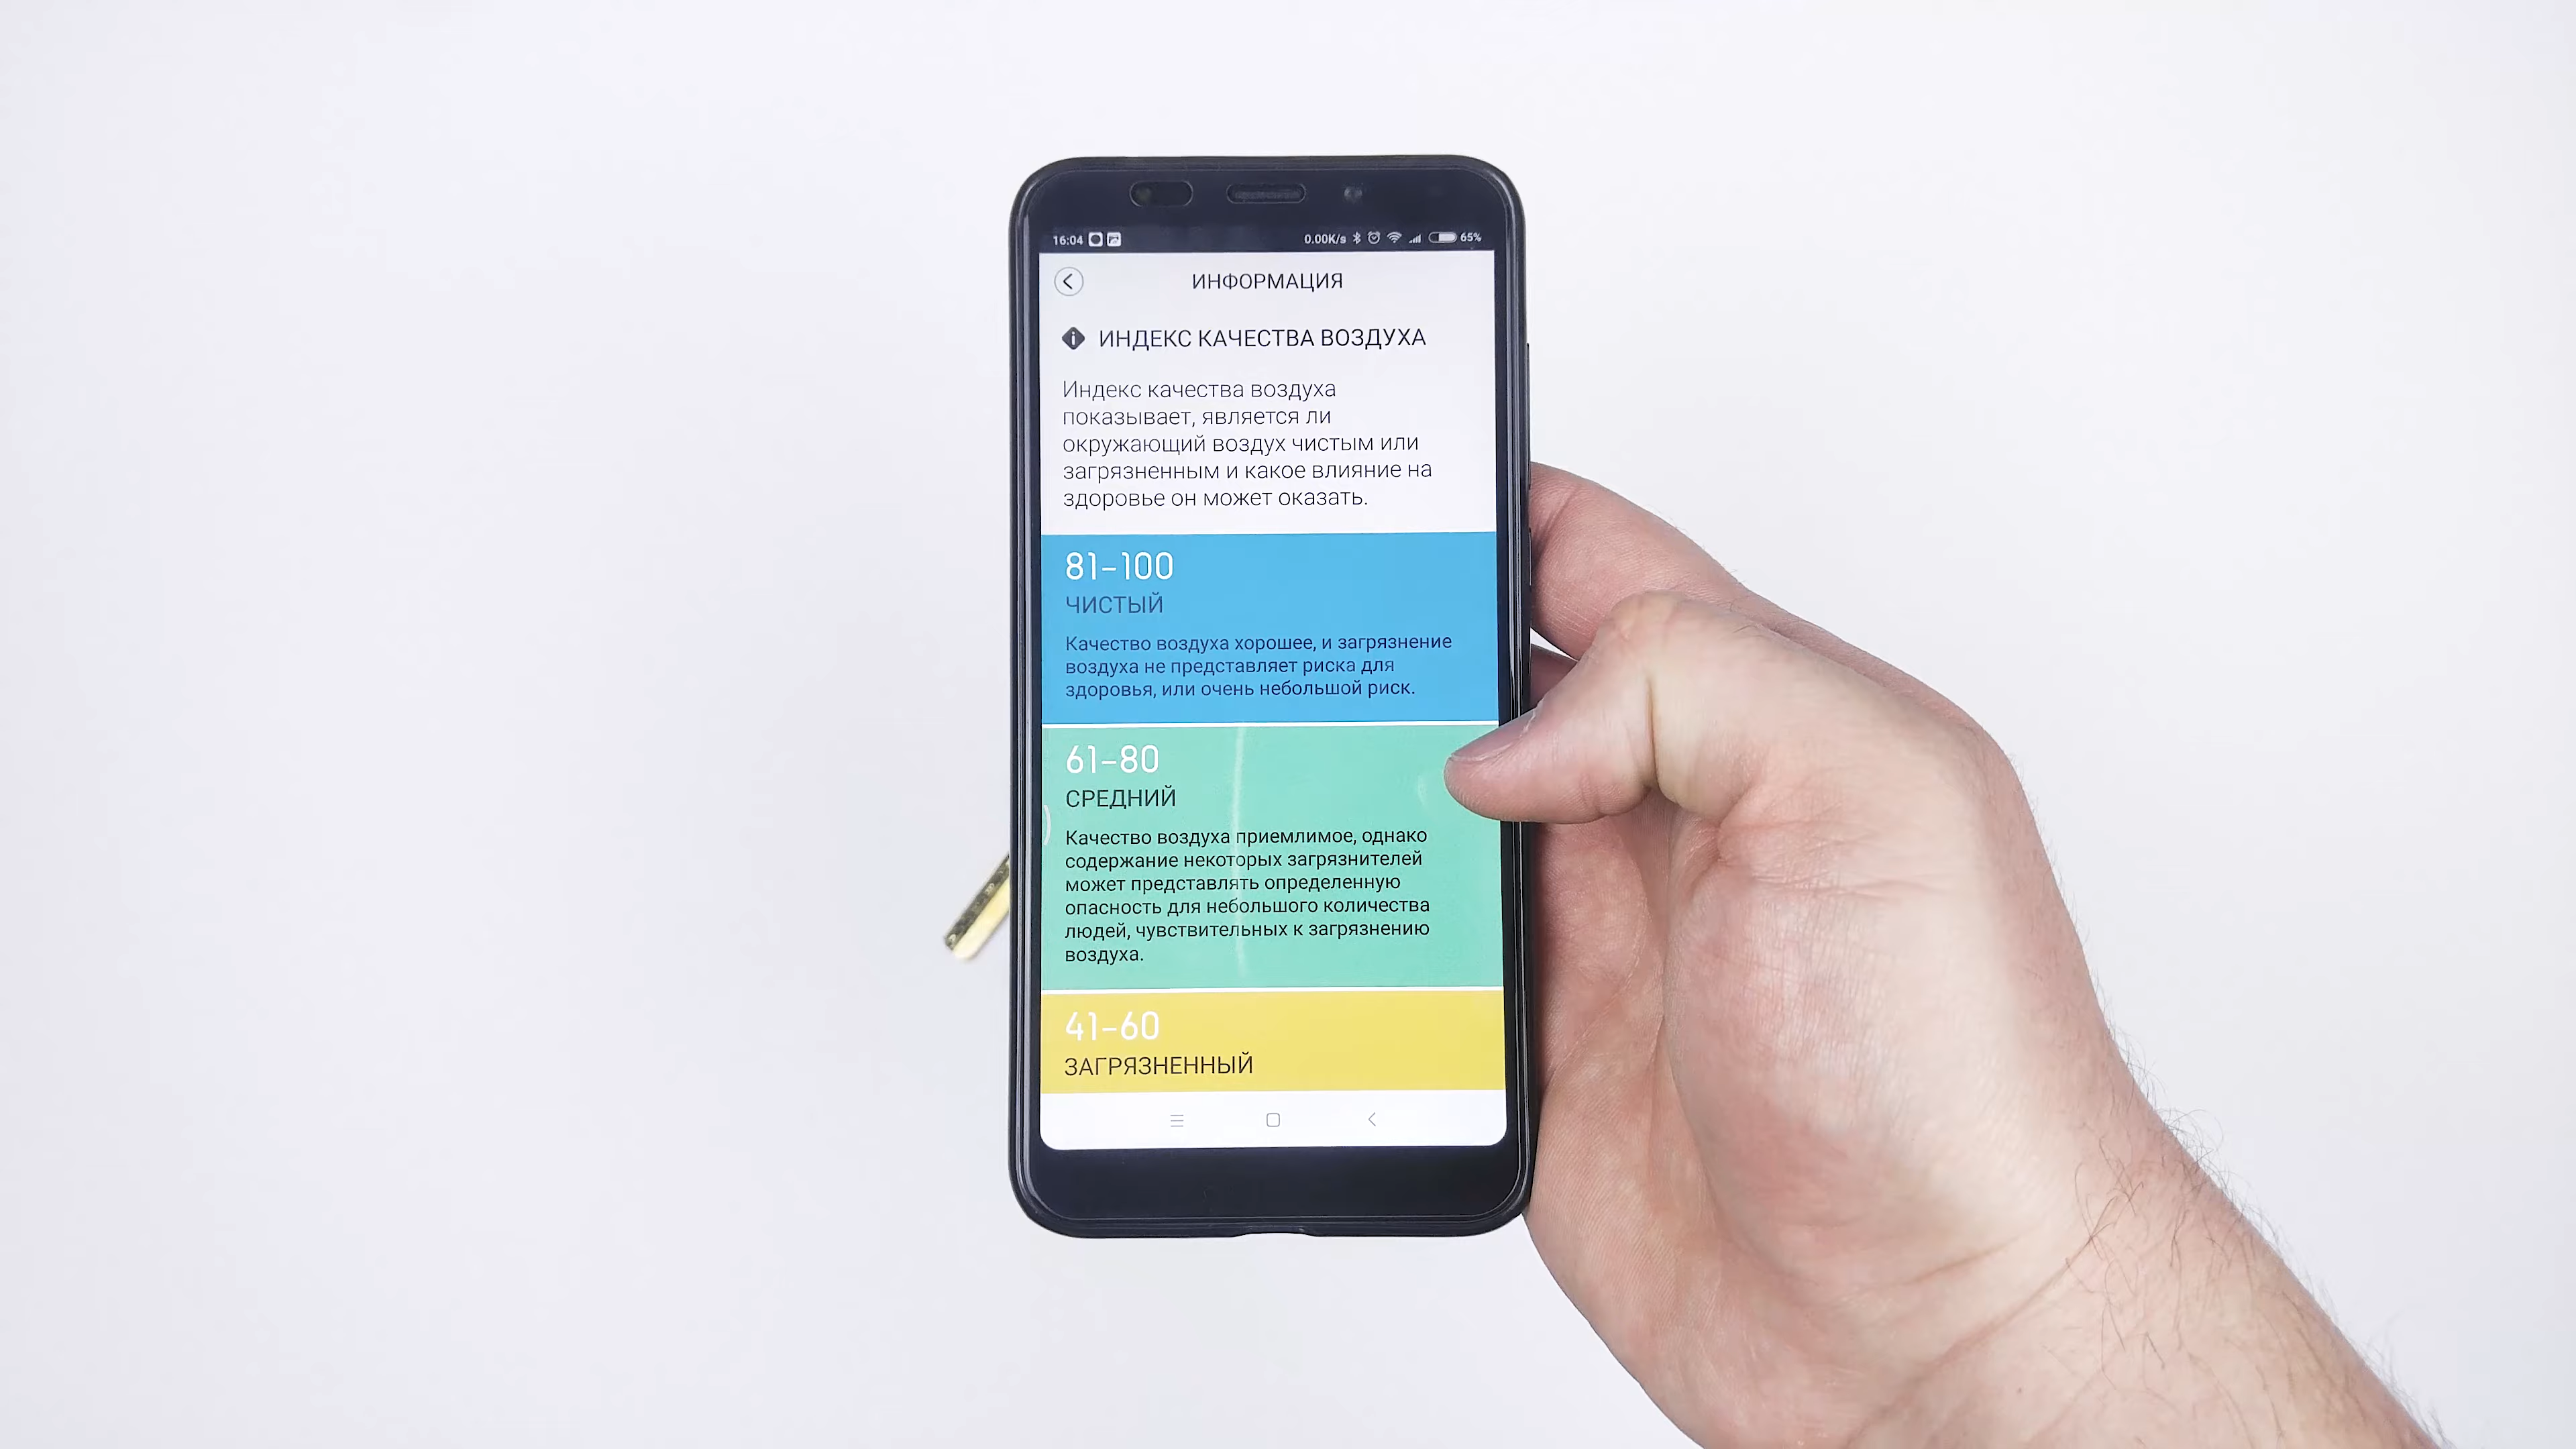 16:04
0.00K/s 65%
ИНФОРМАЦИЯ
ИНДЕКС КАЧЕСТВА ВОЗДУХА
Индекс качества воздуха
показывает, является ли
окружающий воздух чистым или
загрязненным и какое влияние на
здоровье он может оказать.
81-100
ЧИСТЫЙ
Качество воздуха хорошее, и загрязнение
воздуха не представляет риска для
здоровья, или очень небольшой риск.
61-80
СРЕДНИЙ
Качество воздуха приемлимое, однако
содержание некоторых загрязнителей
может представлять определенную
опасность для небольшого количества
людей, чувствительных к загрязнению
воздуха.
41-60
ЗАГРЯЗНЕННЫЙ